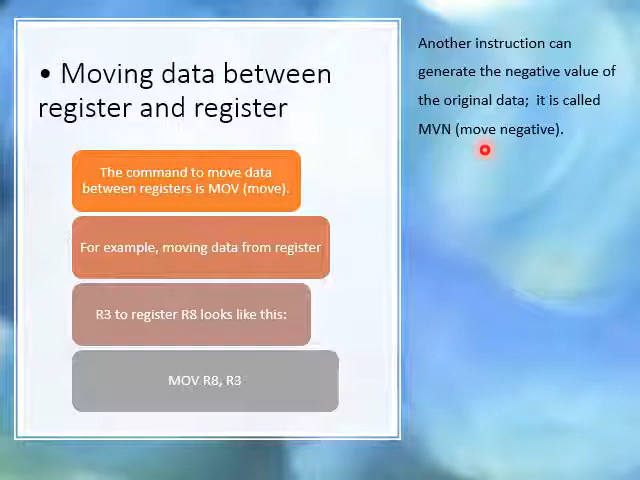 • Moving data between
register and register
The command to move data
between registers is MOV (move).
For example, moving data from register
R3 to register R8 looks like this:
MOV R8, R3
Another instruction can
generate the negative value of
the original data; it is called
MVN (move negative).